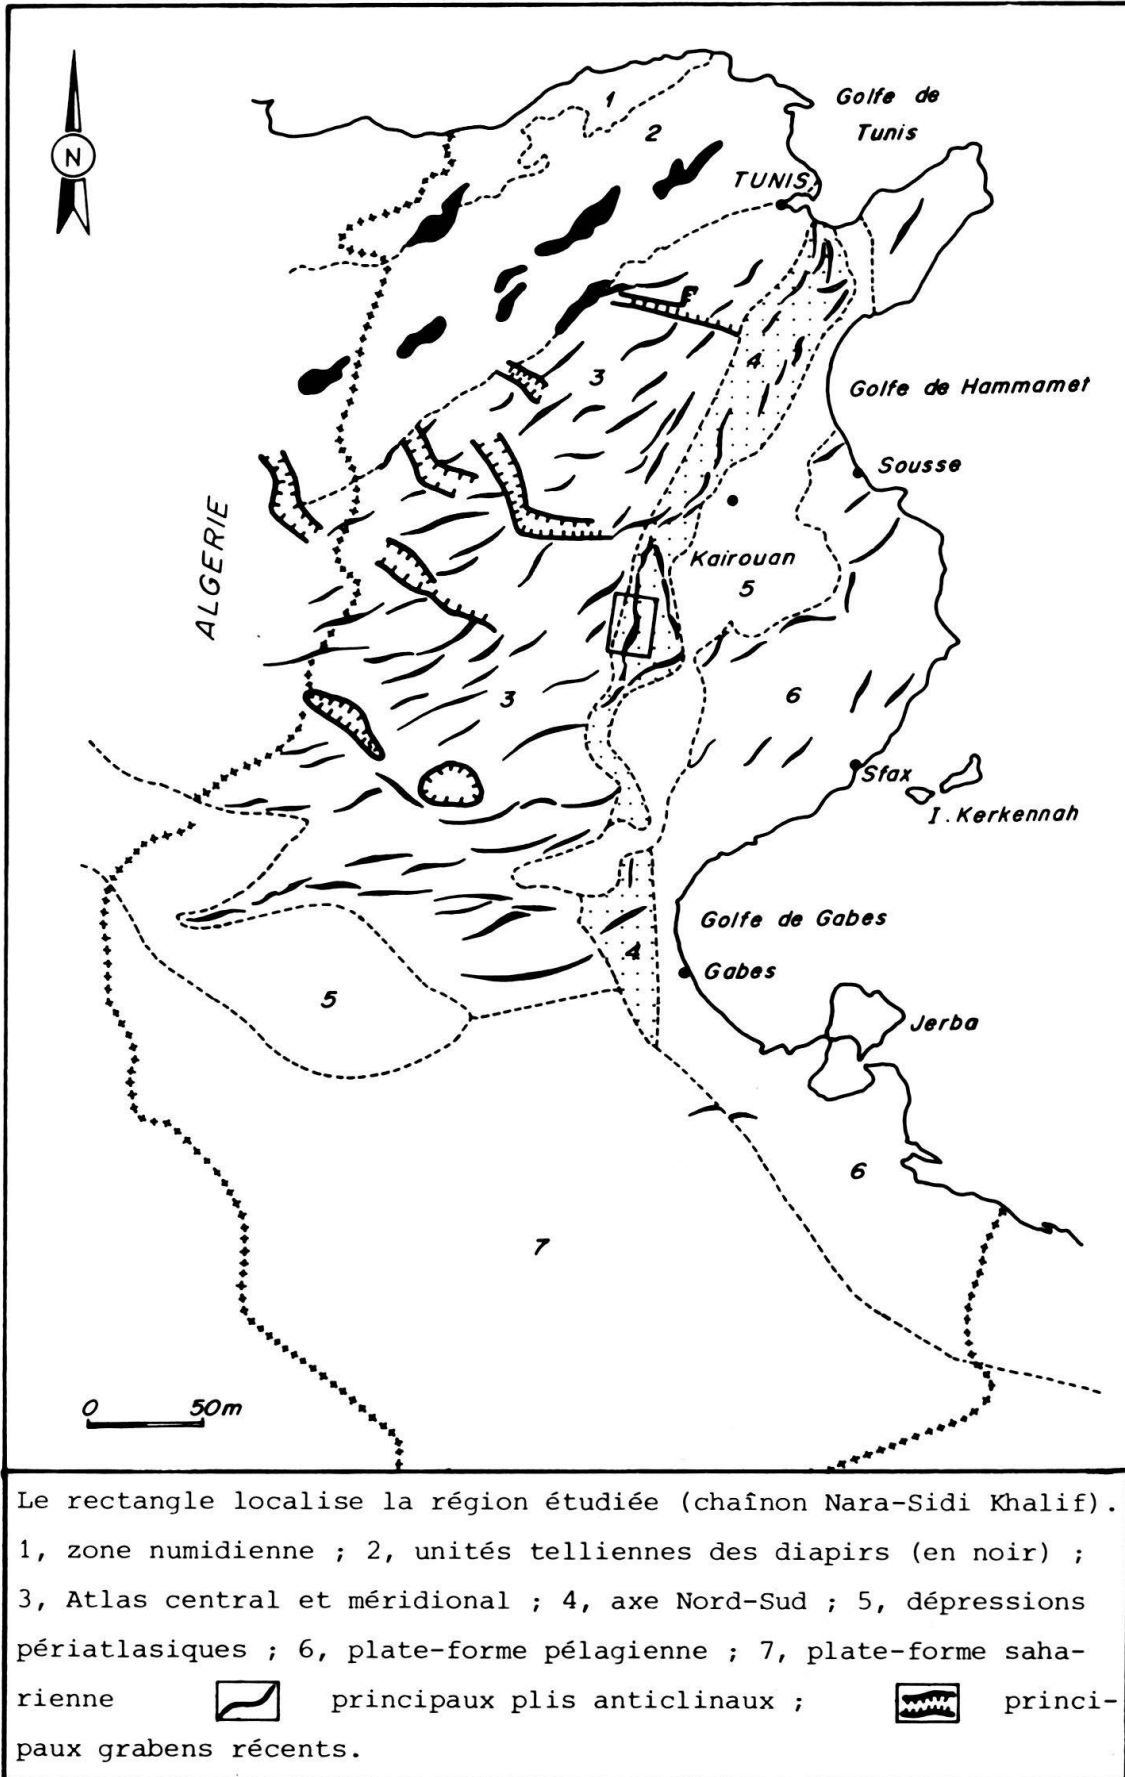 N
1
2
Golfe de
Tunis
TUNIS
3
4
Golfe de Hammamet
Sousse
ALGERIE
Kairouan
5
3
6
Sfax
I. Kerkennah
Golfe de Gabes
4
Gabes
5
Jerba
6
7
0 50m
Le rectangle localise la région étudiée (chaînon Nara-Sidi Khalif).
1, zone numidienne ; 2, unités telliennes des diapirs (en noir) ;
3, Atlas central et méridional ; 4, axe Nord-Sud ; 5, dépressions
périatlasiques ; 6, plate-forme pélagienne ; 7, plate-forme saha-
rienne principaux plis anticlinaux ; princi-
paux grabens récents.